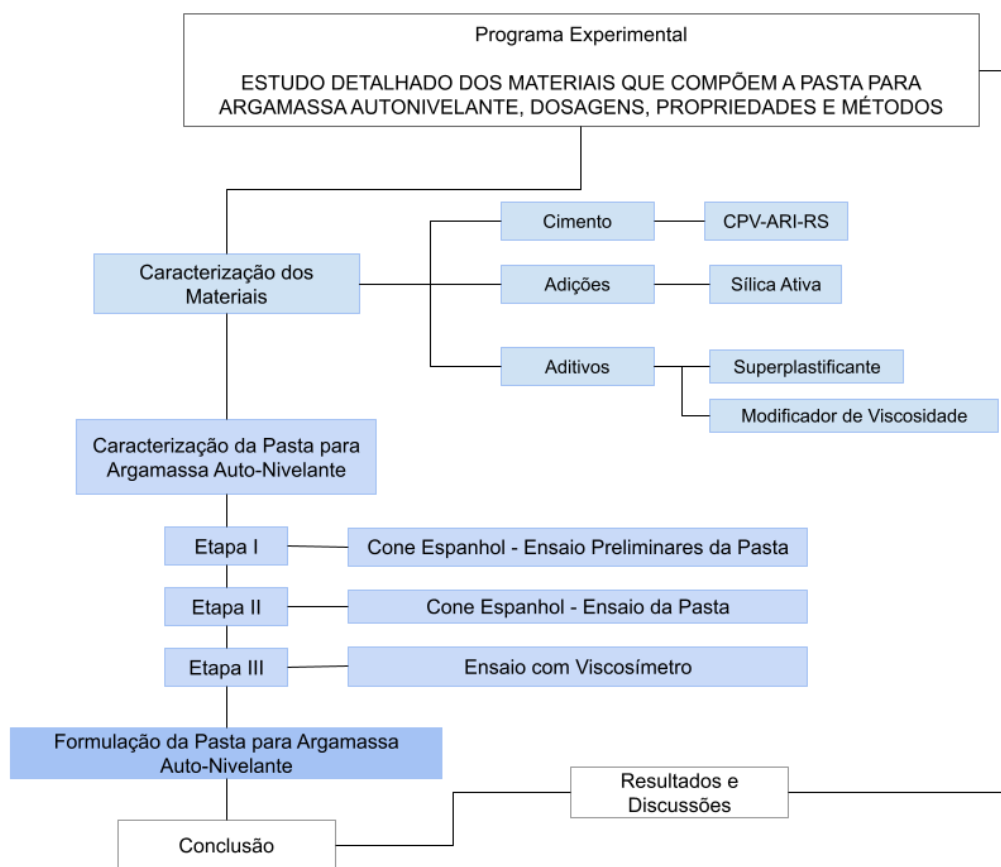 Programa Experimental
ESTUDO DETALHADO DOS MATERIAIS QUE COMPÕEM A PASTA PARA
ARGAMASSA AUTONIVELANTE, DOSAGENS, PROPRIEDADES E MÉTODOS
Cimento
CPV-ARI-RS
Caracterização dos
Materiais
Adições
Sílica Ativa
Aditivos
Superplastificante
Modificador de Viscosidade
Caracterização da Pasta para
Argamassa Auto-Nivelante
Etapa I
Cone Espanhol - Ensaio Preliminares da Pasta
Etapa II
Cone Espanhol - Ensaio da Pasta
Etapa III
Ensaio com Viscosímetro
Formulação da Pasta para Argamassa
Auto-Nivelante
Resultados e
Discussões
Conclusão